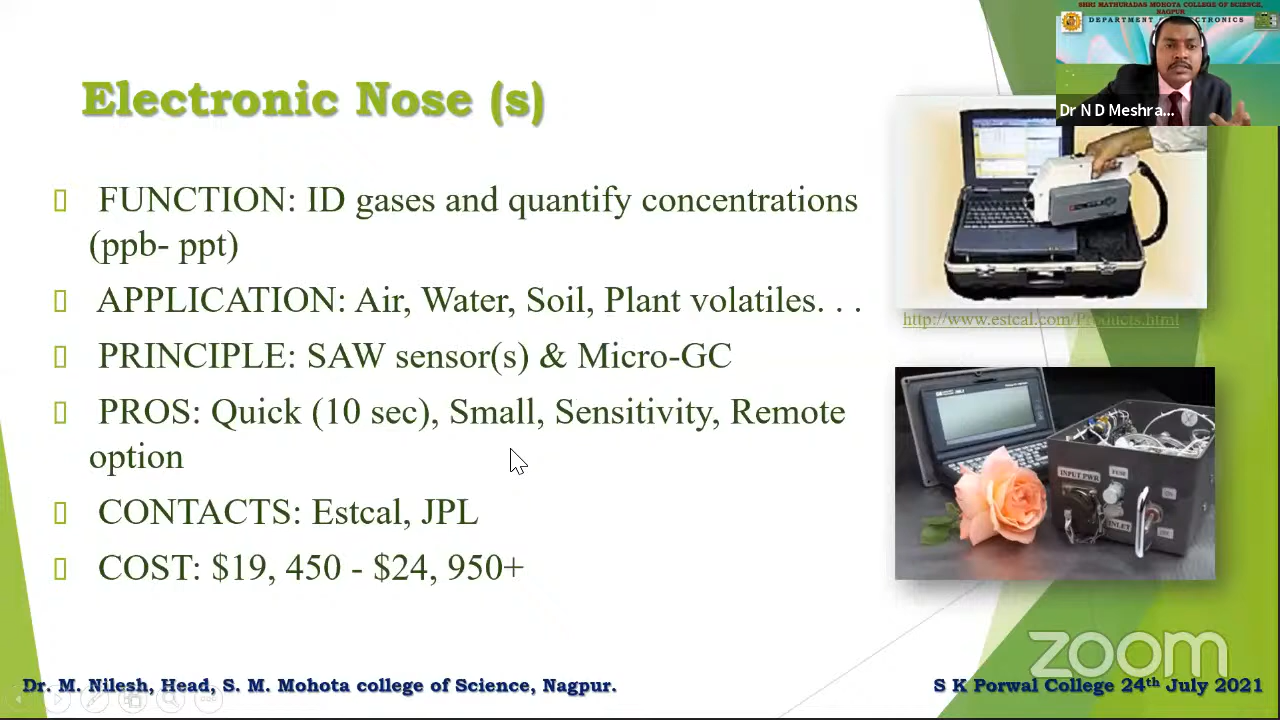 SHRI MATHURADAS MOHOTA COLLEGE OF SCIENCE,
NAGPUR
DEPARTMENT OF ELECTRONICS
Dr N D Meshra...
Electronic Nose (s)
FUNCTION: ID gases and quantify concentrations
(ppb- ppt)
APPLICATION: Air, Water, Soil, Plant volatiles. . .
PRINCIPLE: SAW sensor(s) & Micro-GC
PROS: Quick (10 sec), Small, Sensitivity, Remote
option
CONTACTS: Estcal, JPL
COST: $19, 450 - $24, 950+
http://www.estcal.com/Products.html
INPUT PWR
FUSE
INLET
zoom
Dr. M. Nilesh, Head, S. M. Mohota college of Science, Nagpur.
S K Porwal College 24th July 2021